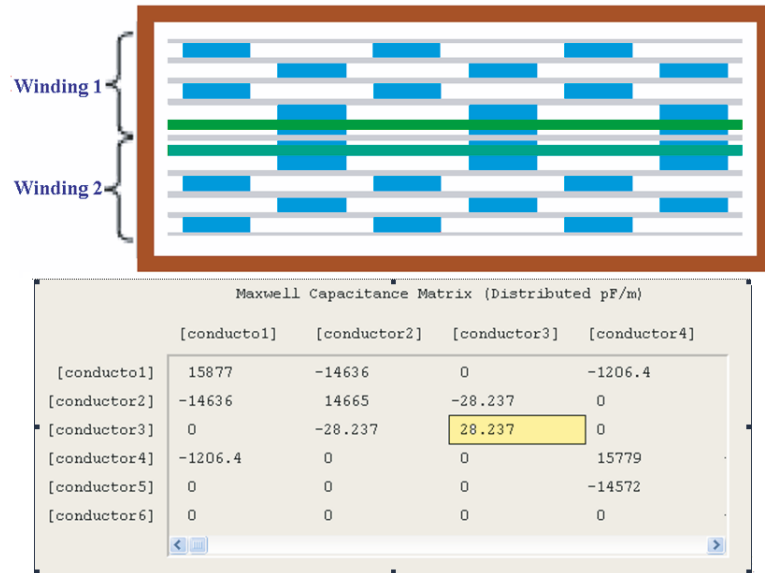 Winding 1
Winding 2
Maxwell Capacitance Matrix (Distributed pF/m)
[conducto1] [conductor2] [conductor3] [conductor4]
[conducto1] 15877 -14636 0 -1206.4
[conductor2] -14636 14665 -28.237 0
[conductor3] 0 -28.237 28.237 0
[conductor4] -1206.4 0 0 15779
[conductor5] 0 0 0 -14572
[conductor6] 0 0 0 0